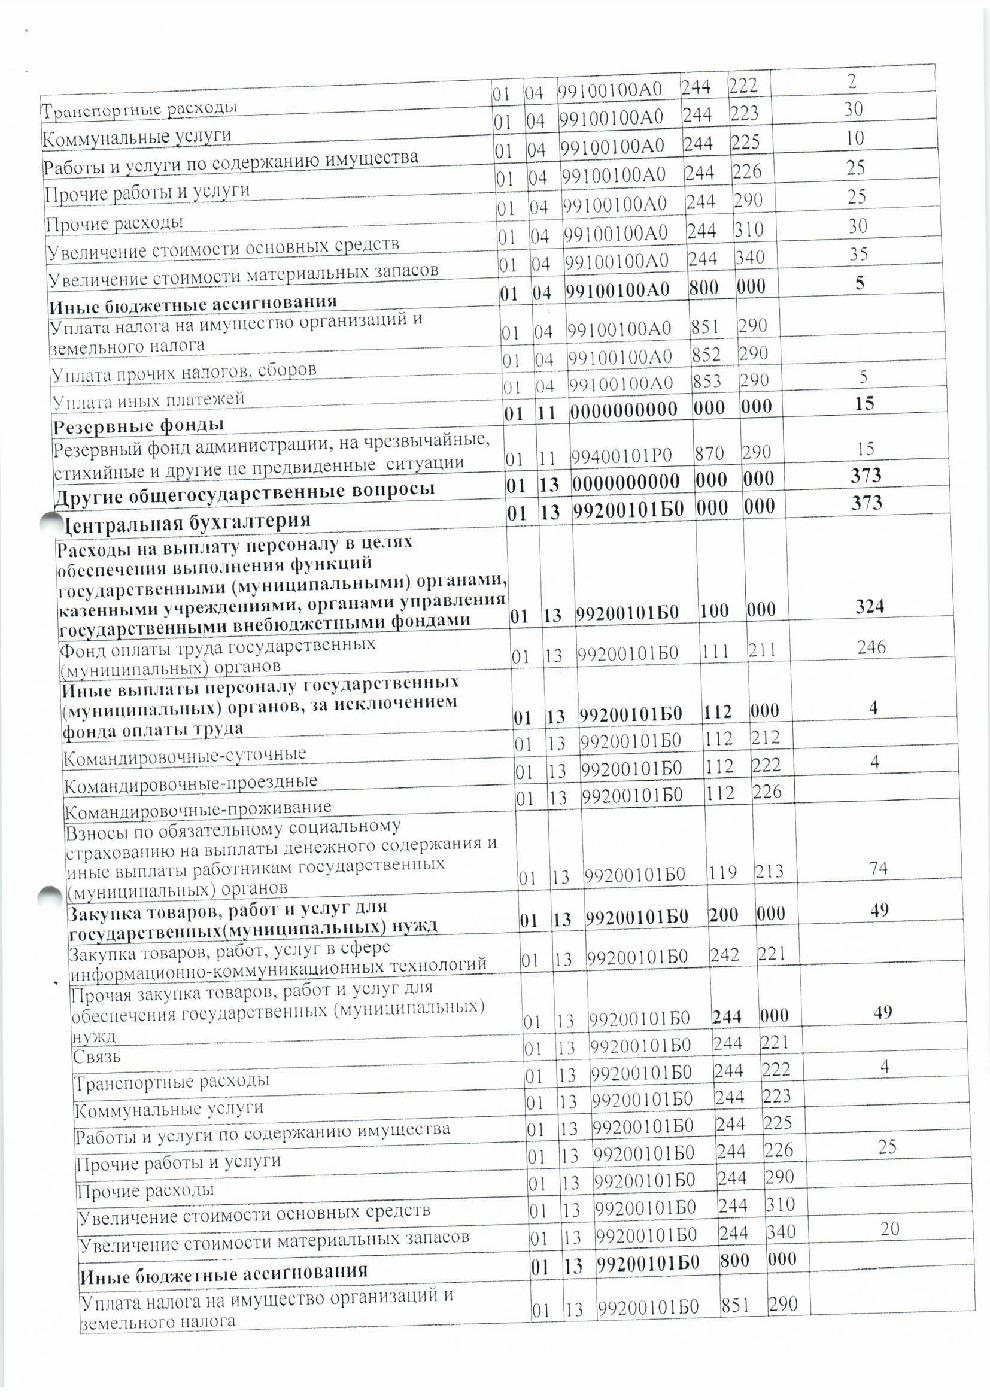 Транспортные расходы 01 04 99100100А0 244 222 2
Коммунальные услуги 01 04 99100100А0 244 223 30
Работы и услуги по содержанию имущества 01 04 99100100А0 244 225 10
Прочие работы и услуги 01 04 99100100А0 244 226 25
Прочие расходы 01 04 99100100А0 244 290 25
Увеличение стоимости основных средств 01 04 99100100А0 244 310 30
Увеличение стоимости материальных запасов 01 04 99100100А0 244 340 35
Иные бюджетные ассигнования 01 04 99100100А0 800 000 5
Уплата налога на имущество организаций и
земельного налога 01 04 99100100А0 851 290
Уплата прочих налогов, сборов 01 04 99100100А0 852 290
Уплата иных платежей 01 04 99100100А0 853 290 5
Резервные фонды 01 11 0000000000 000 000 15
Резервный фонд администрации, на чрезвычайные,
стихийные и другие не предвиденные ситуации 01 11 99400101Р0 870 290 15
Другие общегосударственные вопросы 01 13 0000000000 000 000 373
Центральная бухгалтерия 01 13 99200101Б0 000 000 373
Расходы на выплату персоналу в целях
обеспечения выполнения функций
государственными (муниципальными) органами,
казенными учреждениями, органами управления
государственными внебюджетными фондами 01 13 99200101Б0 100 000 324
Фонд оплаты труда государственных
(муниципальных) органов 01 13 99200101Б0 111 211 246
Иные выплаты персоналу государственных
(муниципальных) органов, за исключением
фонда оплаты труда 01 13 99200101Б0 112 000 4
Командировочные-суточные 01 13 99200101Б0 112 212
Командировочные-проездные 01 13 99200101Б0 112 222 4
Командировочные-проживание 01 13 99200101Б0 112 226
Взносы по обязательному социальному
страхованию на выплаты денежного содержания и
иные выплаты работникам государственных
(муниципальных) органов 01 13 99200101Б0 119 213 74
Закупка товаров, работ и услуг для
государственных(муниципальных) нужд 01 13 99200101Б0 200 000 49
Закупка товаров, работ, услуг в сфере
информационно-коммуникационных технологий 01 13 99200101Б0 242 221
Прочая закупка товаров, работ и услуг для
обеспечения государственных (муниципальных)
нужд 01 13 99200101Б0 244 000 49
Связь 01 13 99200101Б0 244 221
Транспортные расходы 01 13 99200101Б0 244 222 4
Коммунальные услуги 01 13 99200101Б0 244 223
Работы и услуги по содержанию имущества 01 13 99200101Б0 244 225
Прочие работы и услуги 01 13 99200101Б0 244 226 25
Прочие расходы 01 13 99200101Б0 244 290
Увеличение стоимости основных средств 01 13 99200101Б0 244 310
Увеличение стоимости материальных запасов 01 13 99200101Б0 244 340 20
Иные бюджетные ассигнования 01 13 99200101Б0 800 000
Уплата налога на имущество организаций и
земельного налога 01 13 99200101Б0 851 290